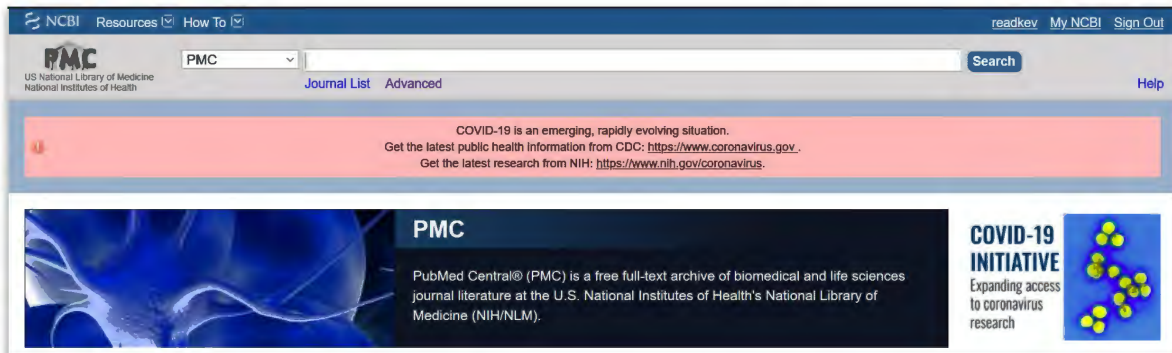 NCBI Resources How To readkev My NCBI Sign Out
PMC PMC Search
US National Library of Medicine
National Institutes of Health
Journal List Advanced Help
COVID-19 is an emerging, rapidly evolving situation.
Get the latest public health information from CDC: https://www.coronavirus.gov .
Get the latest research from NIH: https://www.nih.gov/coronavirus.
PMC
PubMed Central® (PMC) is a free full-text archive of biomedical and life sciences
journal literature at the U.S. National Institutes of Health's National Library of
Medicine (NIH/NLM).
COVID-19
INITIATIVE
Expanding access
to coronavirus
research